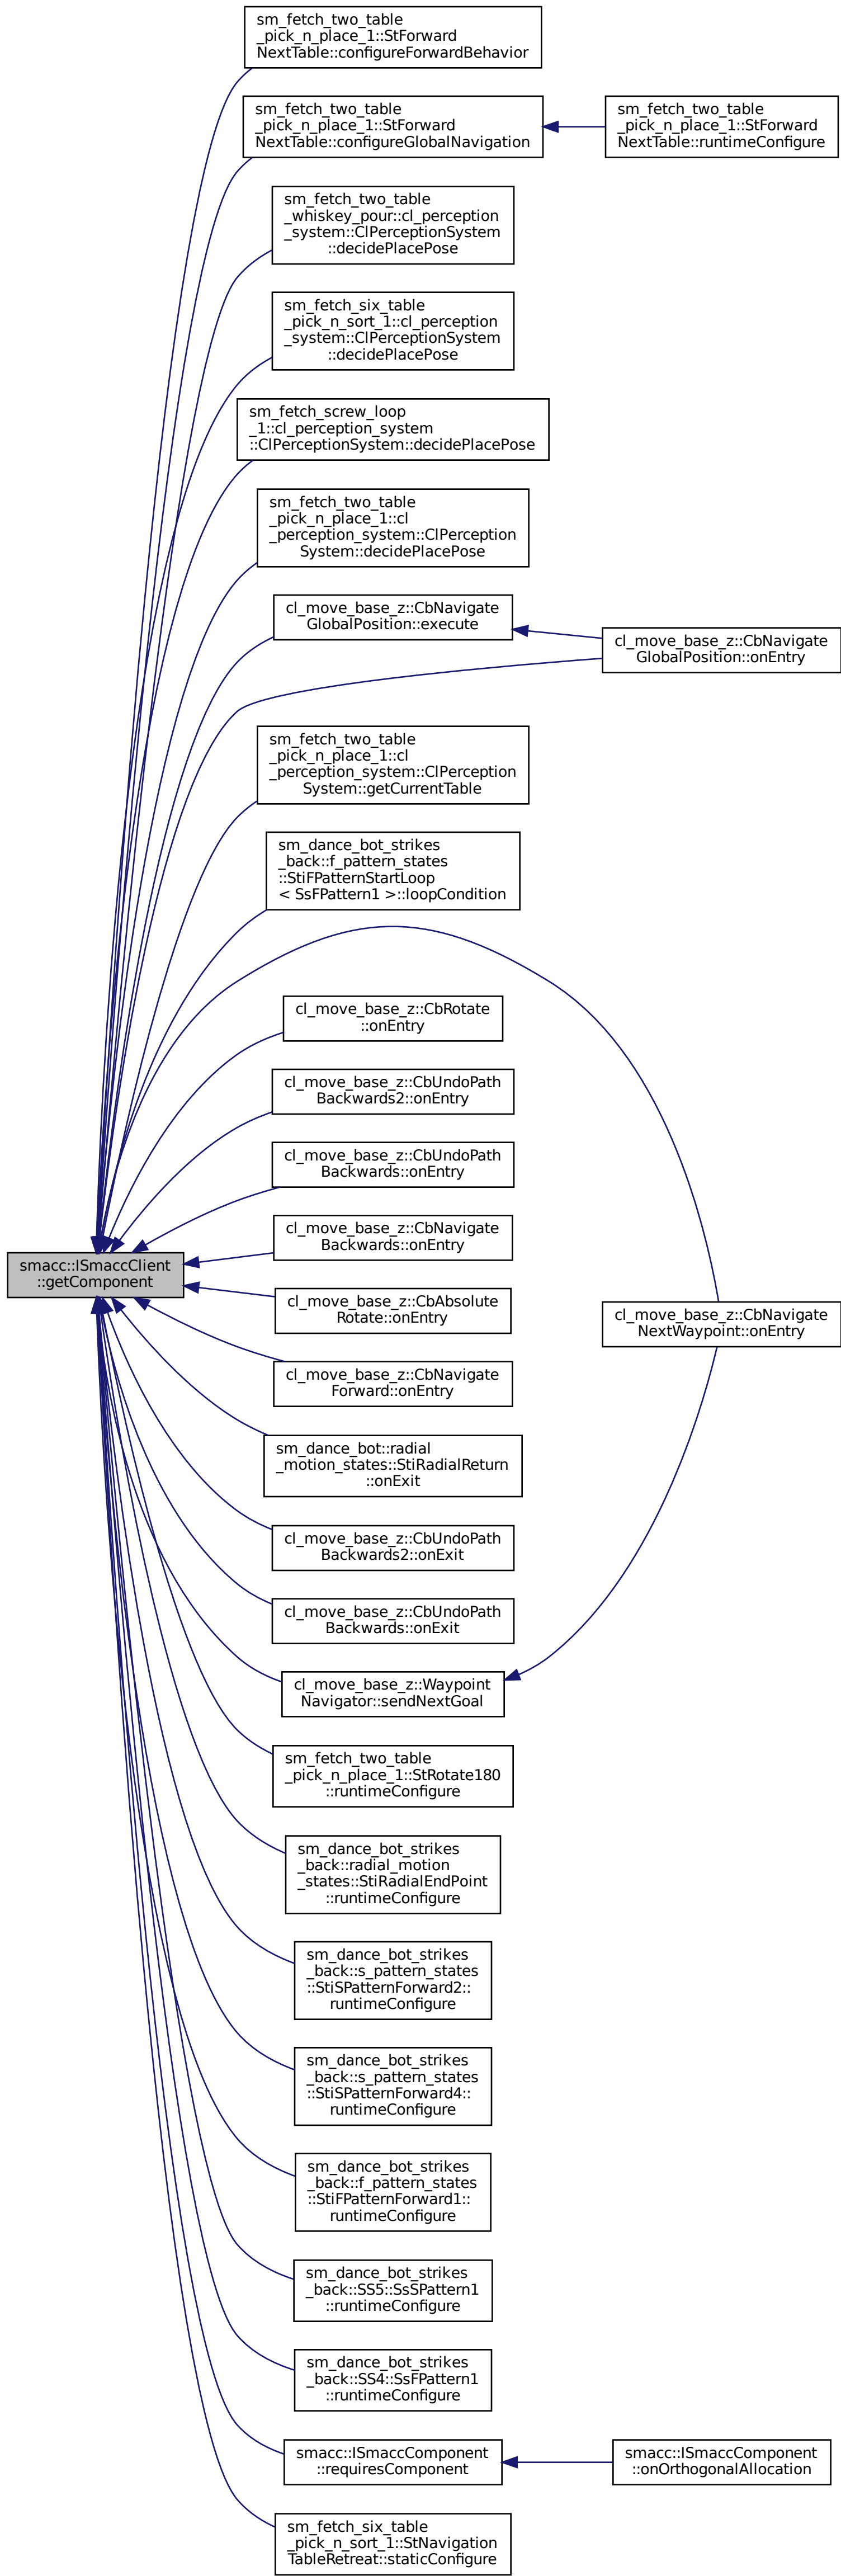 sm_fetch_two_table
_pick_n_place_1::StForward
NextTable::configureForwardBehavior
sm_fetch_two_table
_pick_n_place_1::StForward
NextTable::configureGlobalNavigation
sm_fetch_two_table
_pick_n_place_1::StForward
NextTable::runtimeConfigure
sm_fetch_two_table
_whiskey_pour::cl_perception
_system::ClPerceptionSystem
::decidePlacePose
sm_fetch_six_table
_pick_n_sort_1::cl_perception
_system::ClPerceptionSystem
::decidePlacePose
sm_fetch_screw_loop
_1::cl_perception_system
::ClPerceptionSystem::decidePlacePose
sm_fetch_two_table
_pick_n_place_1::cl
_perception_system::ClPerception
System::decidePlacePose
cl_move_base_z::CbNavigate
GlobalPosition::execute
cl_move_base_z::CbNavigate
GlobalPosition::onEntry
sm_fetch_two_table
_pick_n_place_1::cl
_perception_system::ClPerception
System::getCurrentTable
sm_dance_bot_strikes
_back::f_pattern_states
::StiFPatternStartLoop
< SsFPattern1 >::loopCondition
cl_move_base_z::CbRotate
::onEntry
cl_move_base_z::CbUndoPath
Backwards2::onEntry
cl_move_base_z::CbUndoPath
Backwards::onEntry
cl_move_base_z::CbNavigate
Backwards::onEntry
smacc::ISmaccClient
::getComponent
cl_move_base_z::CbAbsolute
Rotate::onEntry
cl_move_base_z::CbNavigate
NextWaypoint::onEntry
cl_move_base_z::CbNavigate
Forward::onEntry
sm_dance_bot::radial
_motion_states::StiRadialReturn
::onExit
cl_move_base_z::CbUndoPath
Backwards2::onExit
cl_move_base_z::CbUndoPath
Backwards::onExit
cl_move_base_z::Waypoint
Navigator::sendNextGoal
sm_fetch_two_table
_pick_n_place_1::StRotate180
::runtimeConfigure
sm_dance_bot_strikes
_back::radial_motion
_states::StiRadialEndPoint
::runtimeConfigure
sm_dance_bot_strikes
_back::s_pattern_states
::StiSPatternForward2::
runtimeConfigure
sm_dance_bot_strikes
_back::s_pattern_states
::StiSPatternForward4::
runtimeConfigure
sm_dance_bot_strikes
_back::f_pattern_states
::StiFPatternForward1::
runtimeConfigure
sm_dance_bot_strikes
_back::SS5::SsSPattern1
::runtimeConfigure
sm_dance_bot_strikes
_back::SS4::SsFPattern1
::runtimeConfigure
smacc::ISmaccComponent
::requiresComponent
smacc::ISmaccComponent
::onOrthogonalAllocation
sm_fetch_six_table
_pick_n_sort_1::StNavigation
TableRetreat::staticConfigure